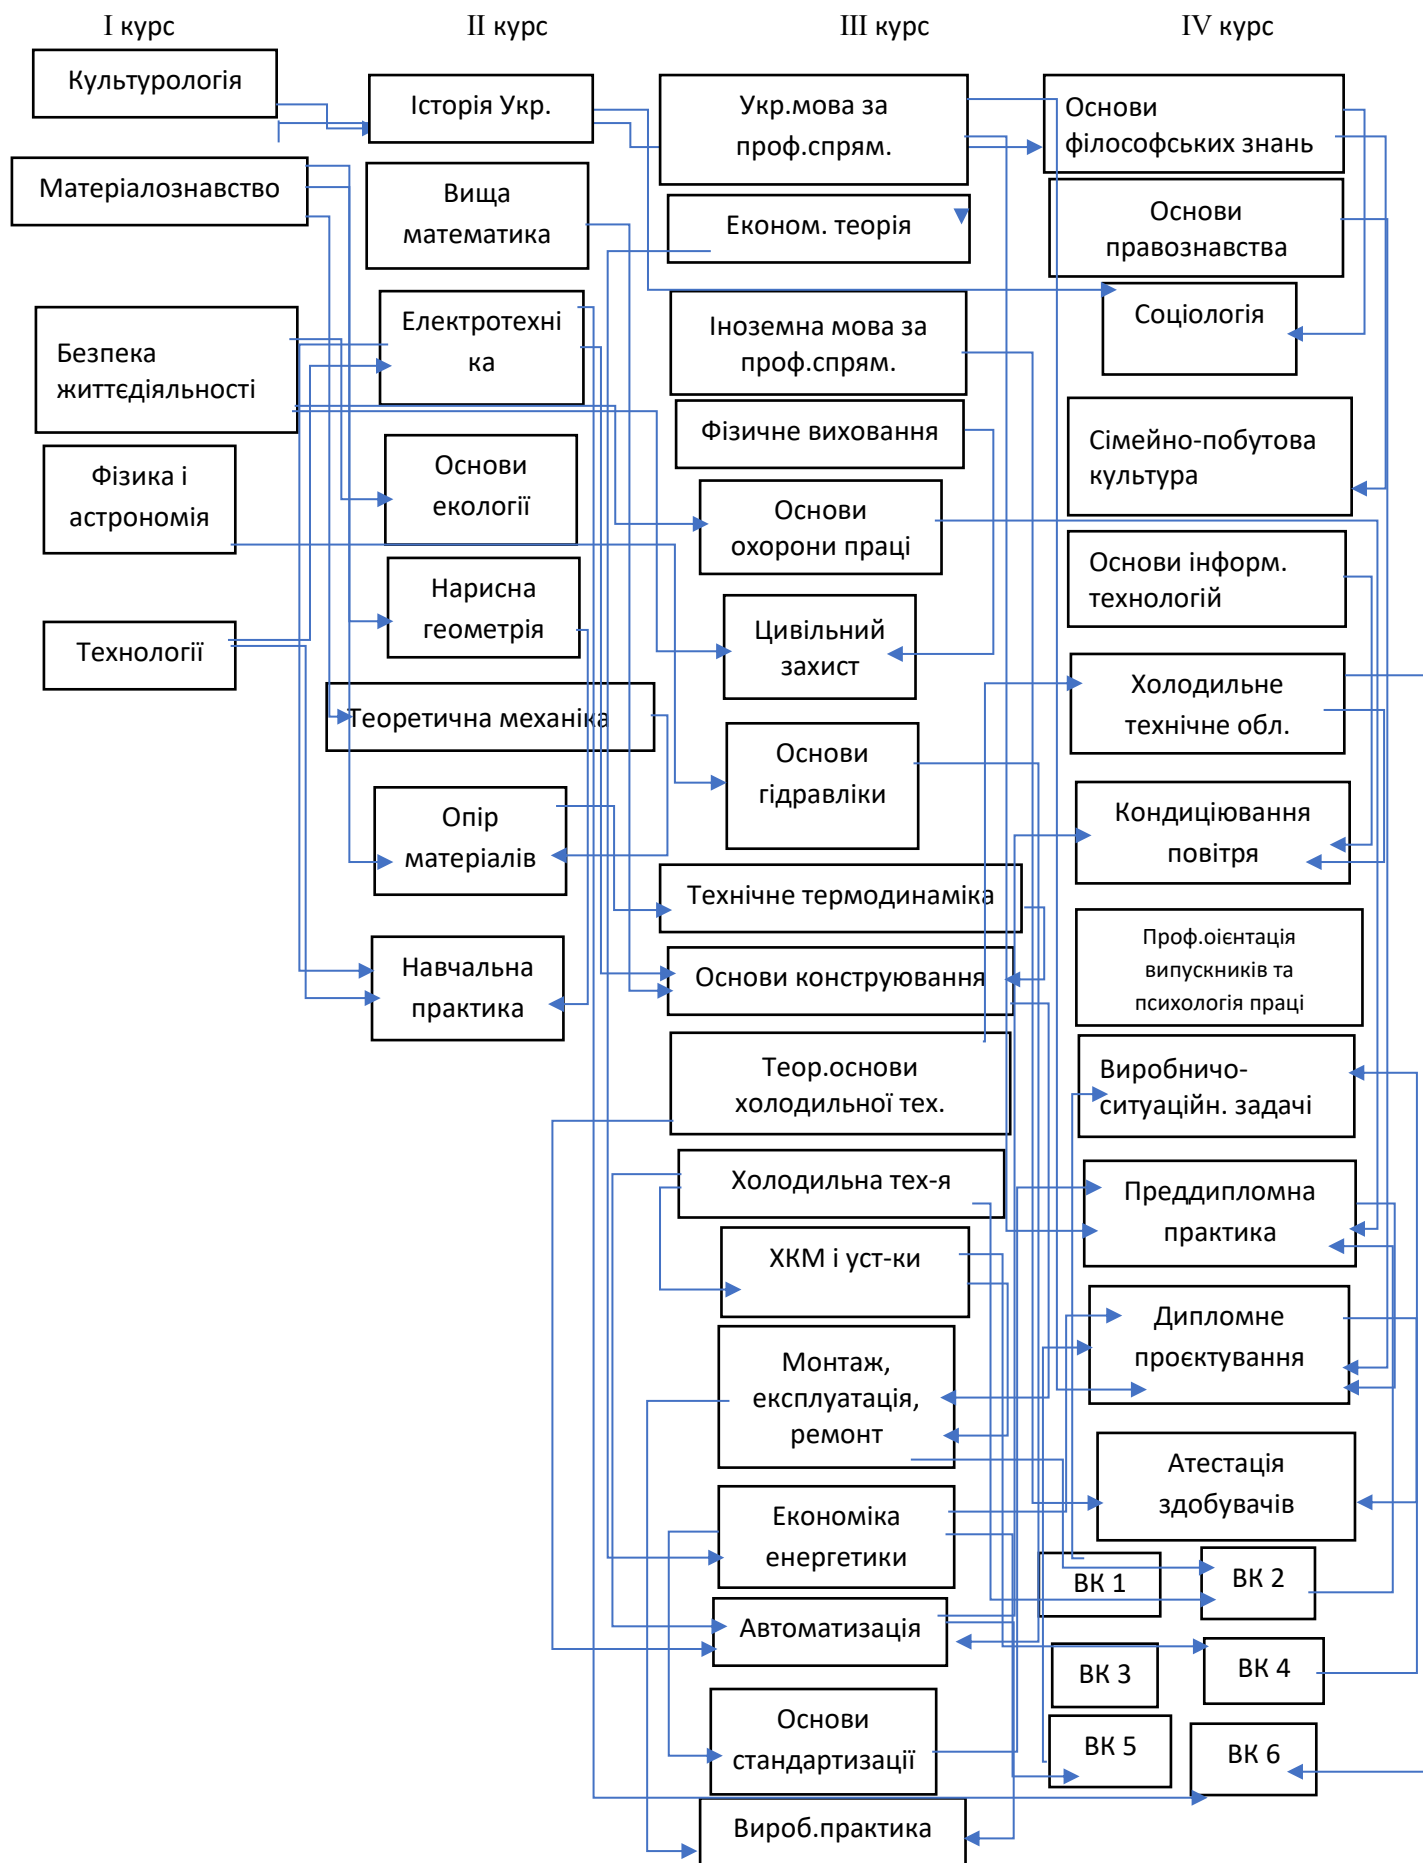 I курс
II курс
III курс
IV курс
Культурологія
Матеріалознавство
Безпека
життєдіяльності
Фізика і
астрономія
Технології
Історія Укр.
Вища
математика
Електротехні
ка
Основи
екології
Нарисна
геометрія
Теоретична механіка
Опір
матеріалів
Навчальна
практика
Укр.мова за
проф.спрям.
Економ. теорія
Іноземна мова за
проф.спрям.
Фізичне виховання
Основи
охорони праці
Цивільний
захист
Основи
гідравліки
Технічне термодинаміка
Основи конструювання
Теор.основи
холодильної тех.
Холодильна тех-я
ХКМ і уст-ки
Монтаж,
експлуатація,
ремонт
Економіка
енергетики
Автоматизація
Основи
стандартизації
Вироб.практика
Основи
філософських знань
Основи
правознавства
Соціологія
Сімейно-побутова
культура
Основи інформ.
технологій
Холодильне
технічне обл.
Кондиціювання
повітря
Проф.оієнтація
випускників та
психологія праці
Виробничо-
ситуаційн. задачі
Преддипломна
практика
Дипломне
проєктування
Атестація
здобувачів
ВК 1
ВК 2
ВК 3
ВК 4
ВК 5
ВК 6